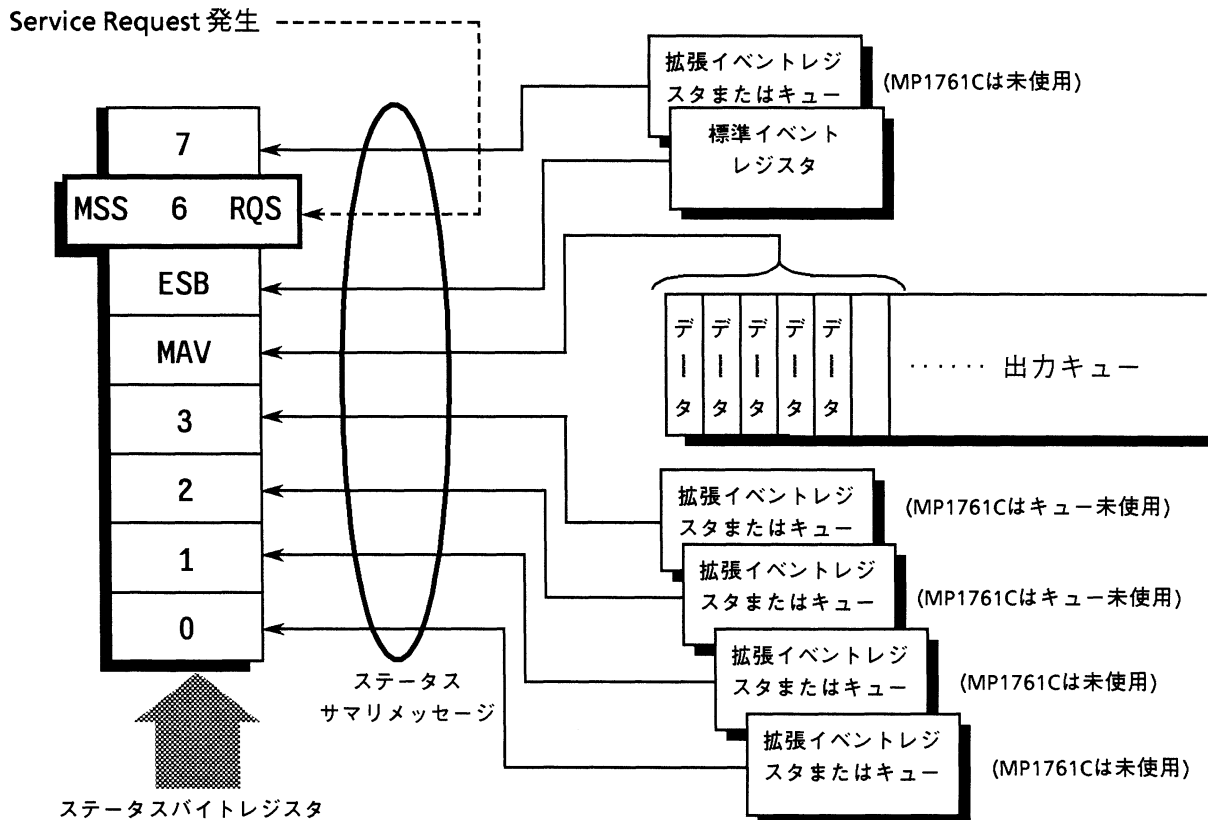 Service Request 発生
拡張イベントレジ
スタまたはキュー
(MP1761Cは未使用)
標準イベント
レジスタ
7
MSS 6 RQS
ESB
MAV
3
2
1
0
データ
データ
データ
データ
データ
…… 出力キュー
拡張イベントレジ
スタまたはキュー
(MP1761Cはキュー未使用)
拡張イベントレジ
スタまたはキュー
(MP1761Cはキュー未使用)
拡張イベントレジ
スタまたはキュー
(MP1761Cは未使用)
拡張イベントレジ
スタまたはキュー
(MP1761Cは未使用)
ステータス
サマリメッセージ
ステータスバイトレジスタ